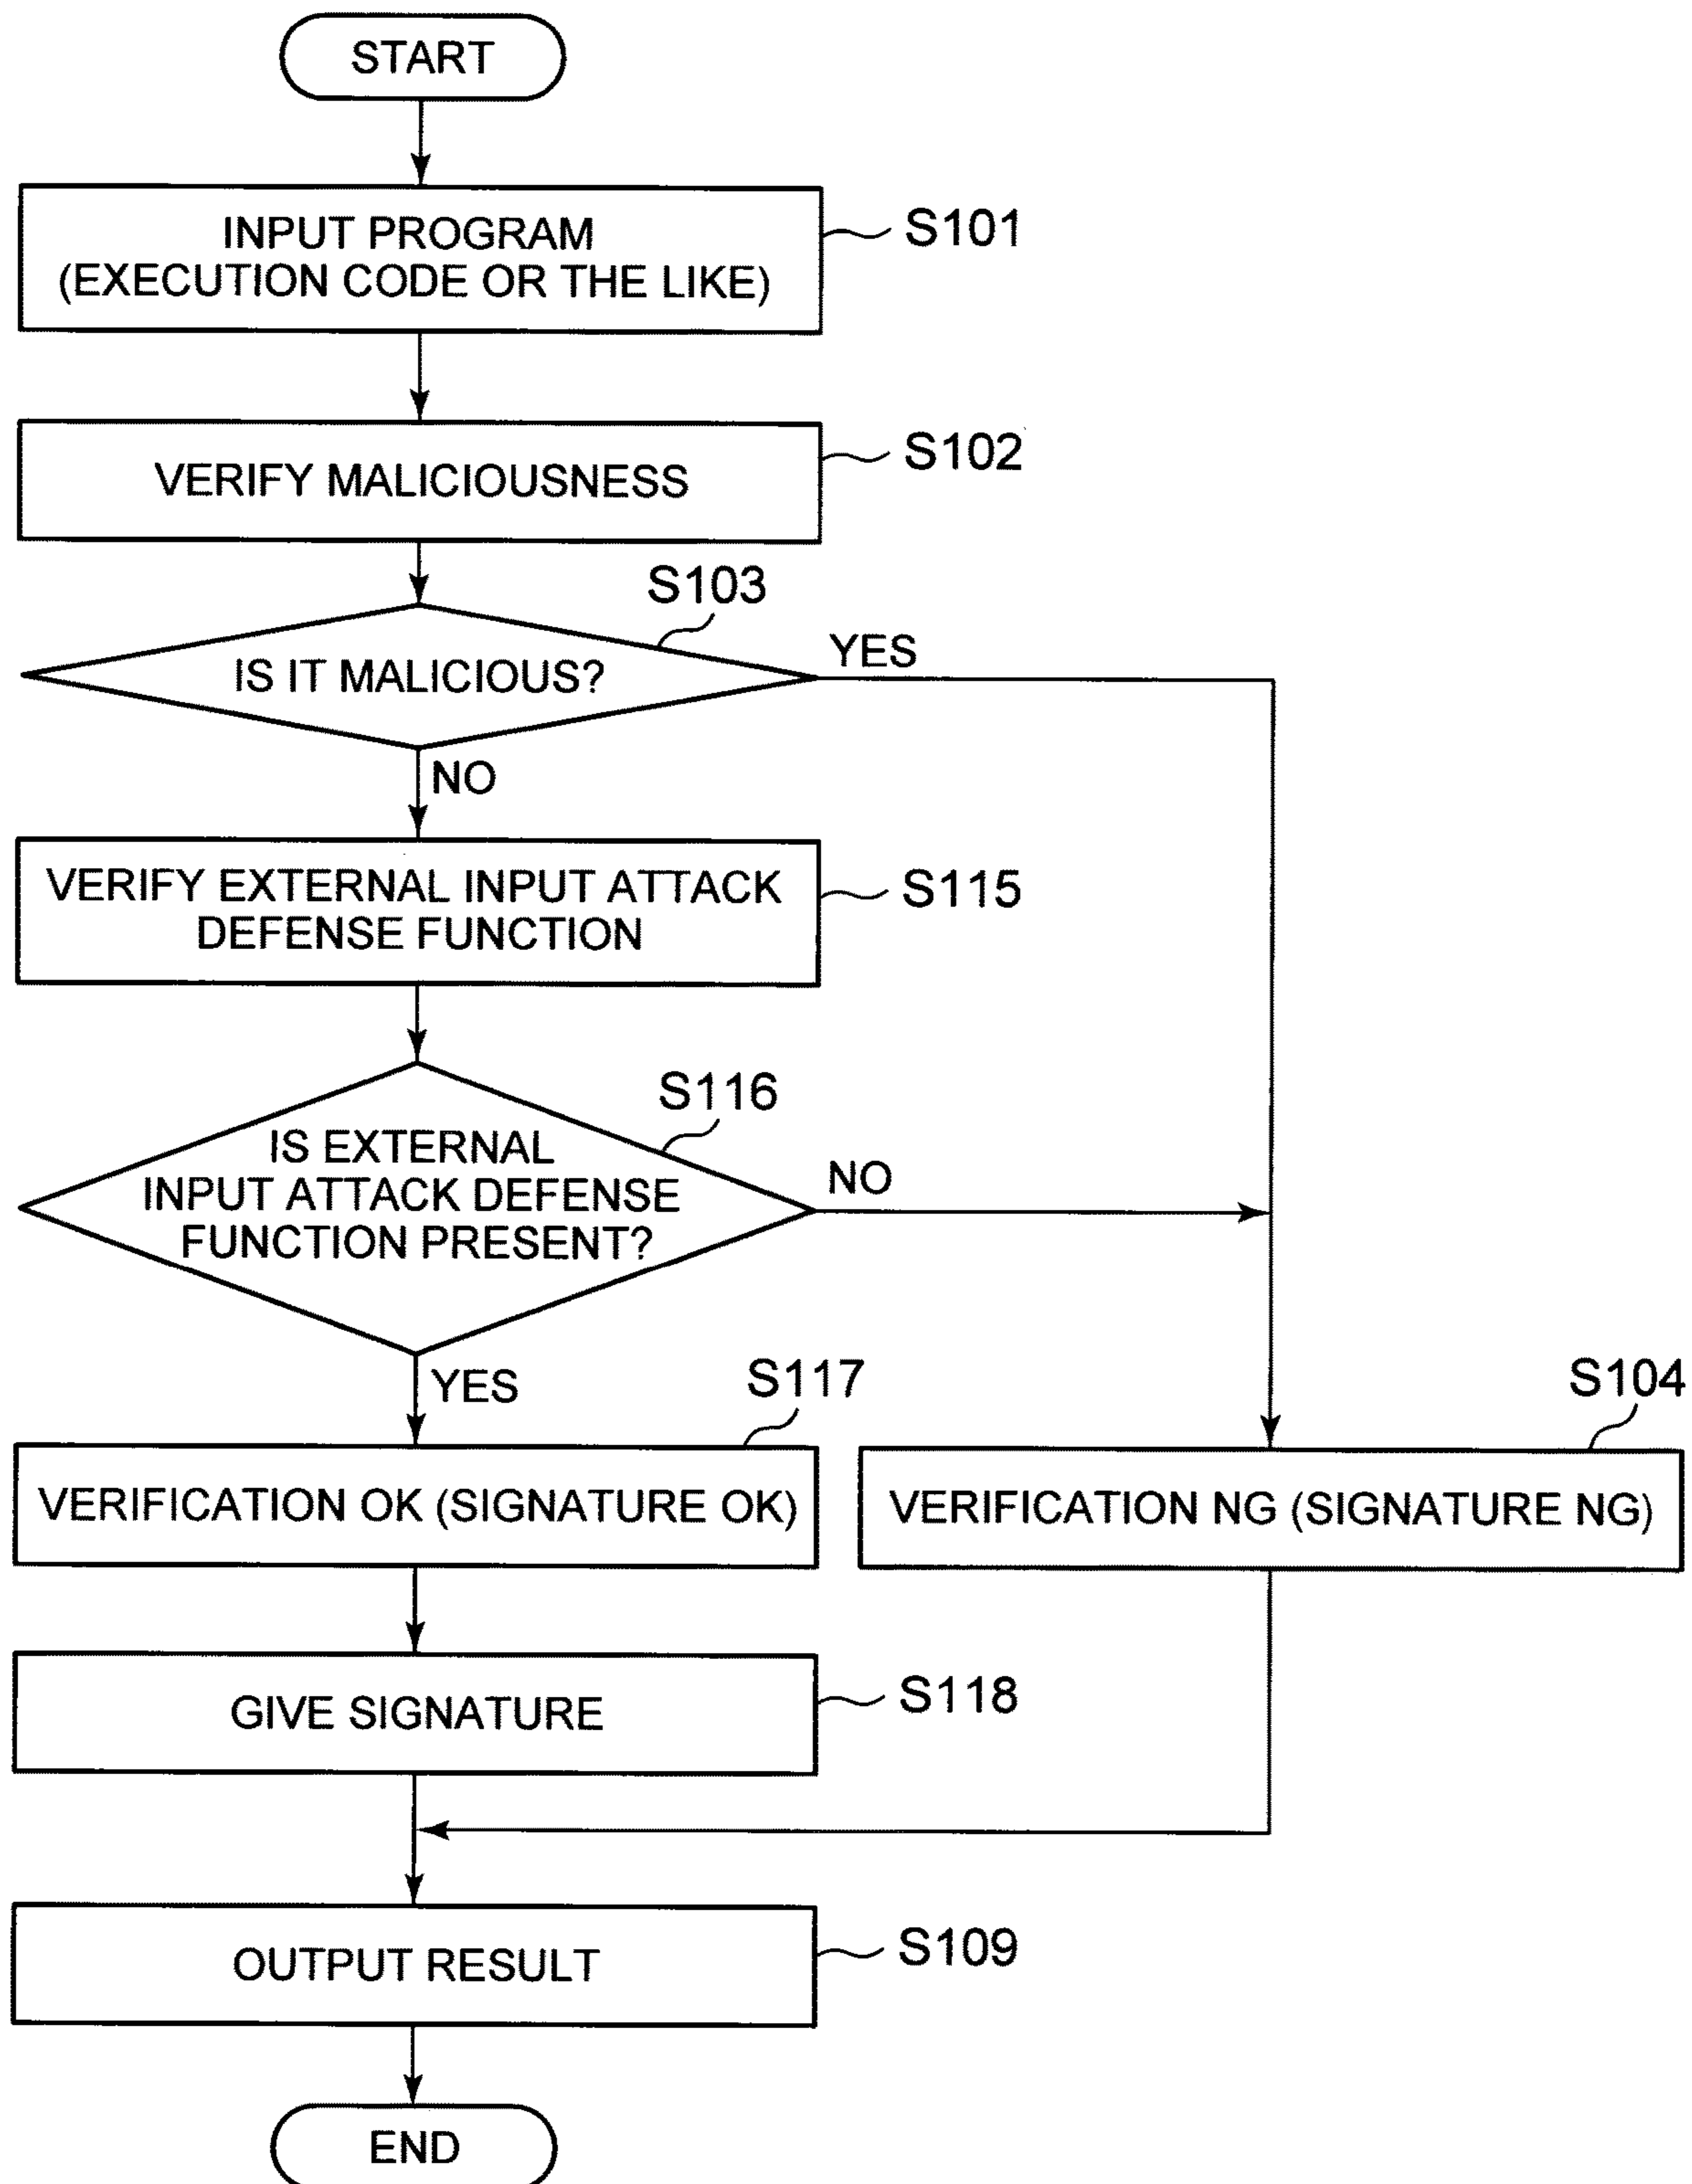 START
INPUT PROGRAM
(EXECUTION CODE OR THE LIKE)
S101
VERIFY MALICIOUSNESS
S102
S103
IS IT MALICIOUS?
YES
NO
VERIFY EXTERNAL INPUT ATTACK
DEFENSE FUNCTION
S115
S116
IS EXTERNAL
INPUT ATTACK DEFENSE
FUNCTION PRESENT?
NO
YES
S117
S104
VERIFICATION OK (SIGNATURE OK)
VERIFICATION NG (SIGNATURE NG)
GIVE SIGNATURE
S118
OUTPUT RESULT
S109
END